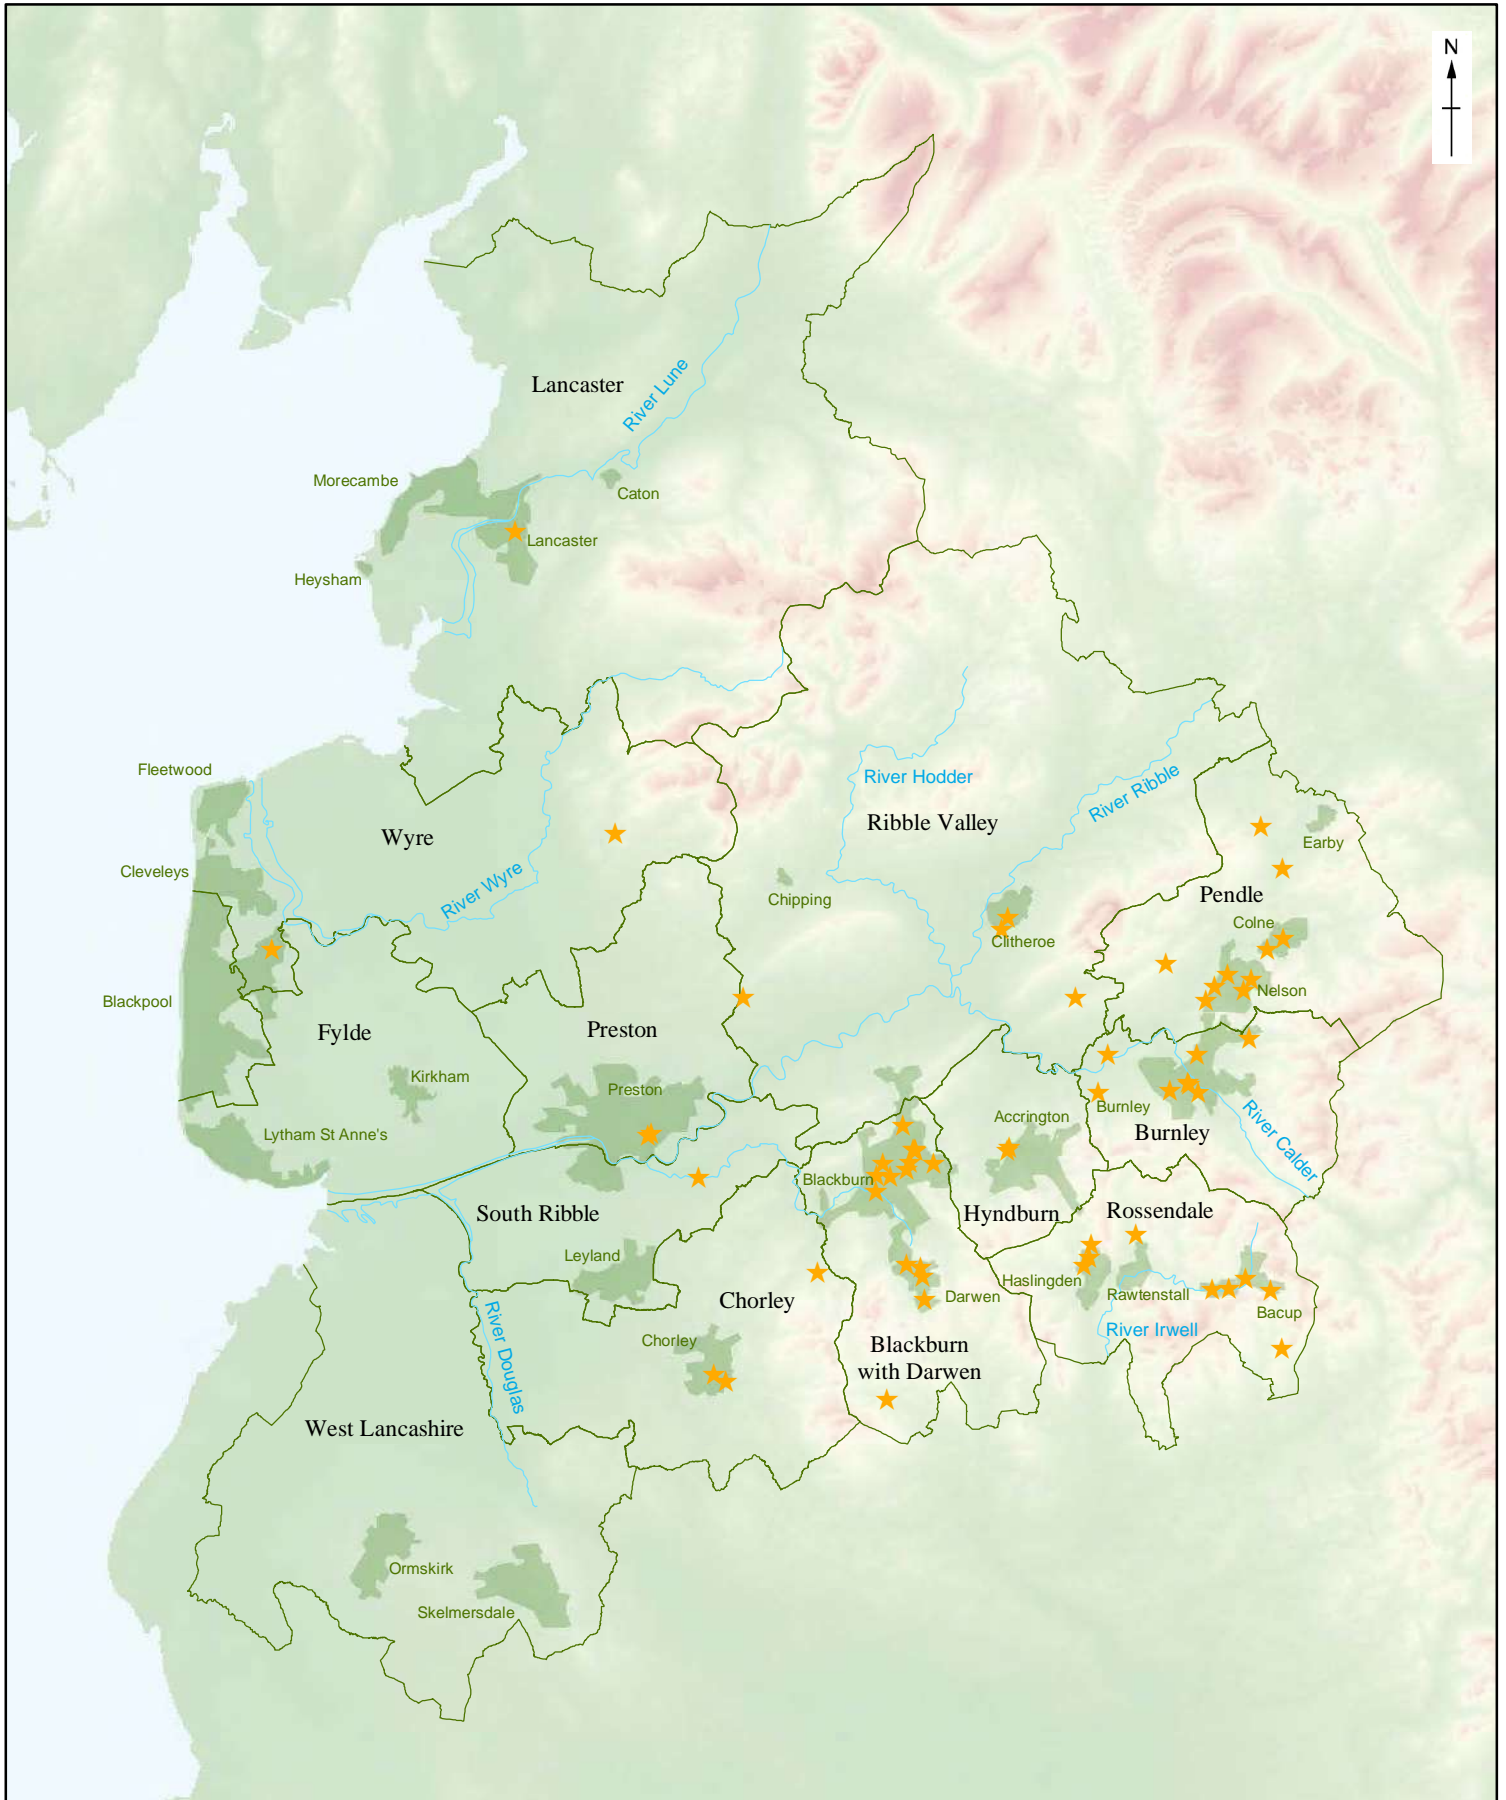 N
Lancaster
River Lune
Morecambe
Caton
Lancaster
Heysham
Fleetwood
River Hodder
River Ribble
Ribble Valley
Wyre
Earby
Cleveleys
River Wyre
Chipping
Pendle
Colne
Clitheroe
Nelson
Blackpool
Fylde
Preston
Kirkham
Preston
Burnley
Accrington
Burnley
River Calder
Lytham St Anne's
Blackburn
South Ribble
Hyndburn
Rossendale
Leyland
Haslingden
Rawtenstall
Darwen
Chorley
Bacup
River Irwell
River Douglas
Chorley
Blackburn
with Darwen
West Lancashire
Ormskirk
Skelmersdale